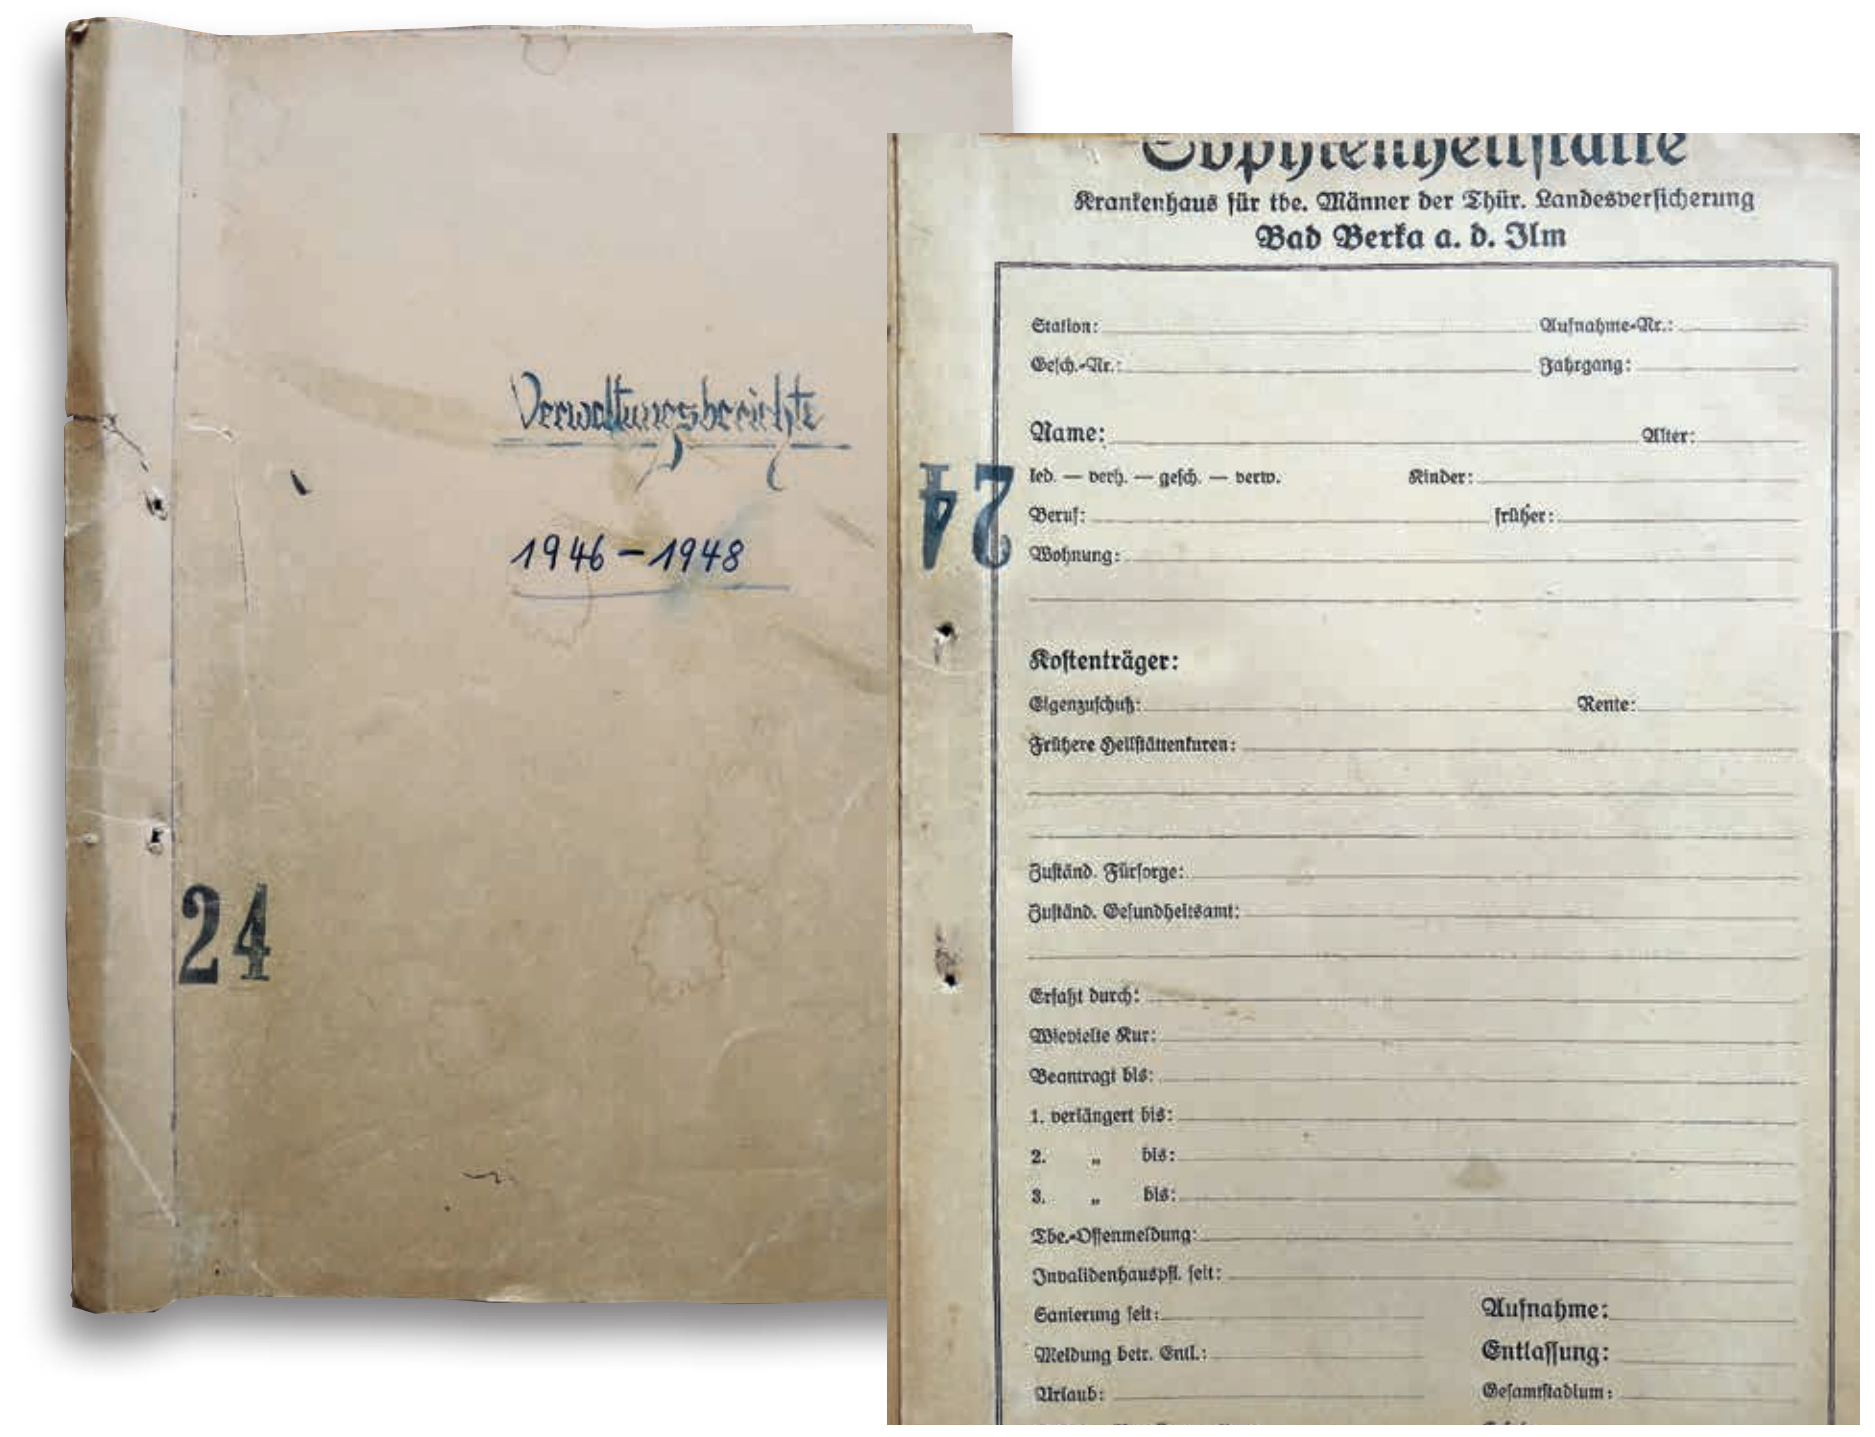 Verwaltungsberichte
1946 – 1948
24
Sophienheilstätte
Krankenhaus für tbc. Männer der Thür. Landesversicherung
Bad Berka a. d. Ilm
Station: Aufnahme-Nr.:
Gesch.-Nr.: Jahrgang:
Name: Alter:
led. — verh. — gesch. — verw. Kinder:
24
Beruf: früher:
Wohnung:
Kostenträger:
Eigenzuschuß: Rente:
Frühere Heilstättenkuren:
Zuständ. Fürsorge:
Zuständ. Gesundheitsamt:
Erfaßt durch:
Wievielte Kur:
Beantragt bis:
1. verlängert bis:
2. „ bis:
3. „ bis:
Tbc.-Offenmeldung:
Invalidenhauspfl. seit:
Sanierung seit: Aufnahme:
Meldung betr. Entl.: Entlassung:
Urlaub: Gesamtstadium: